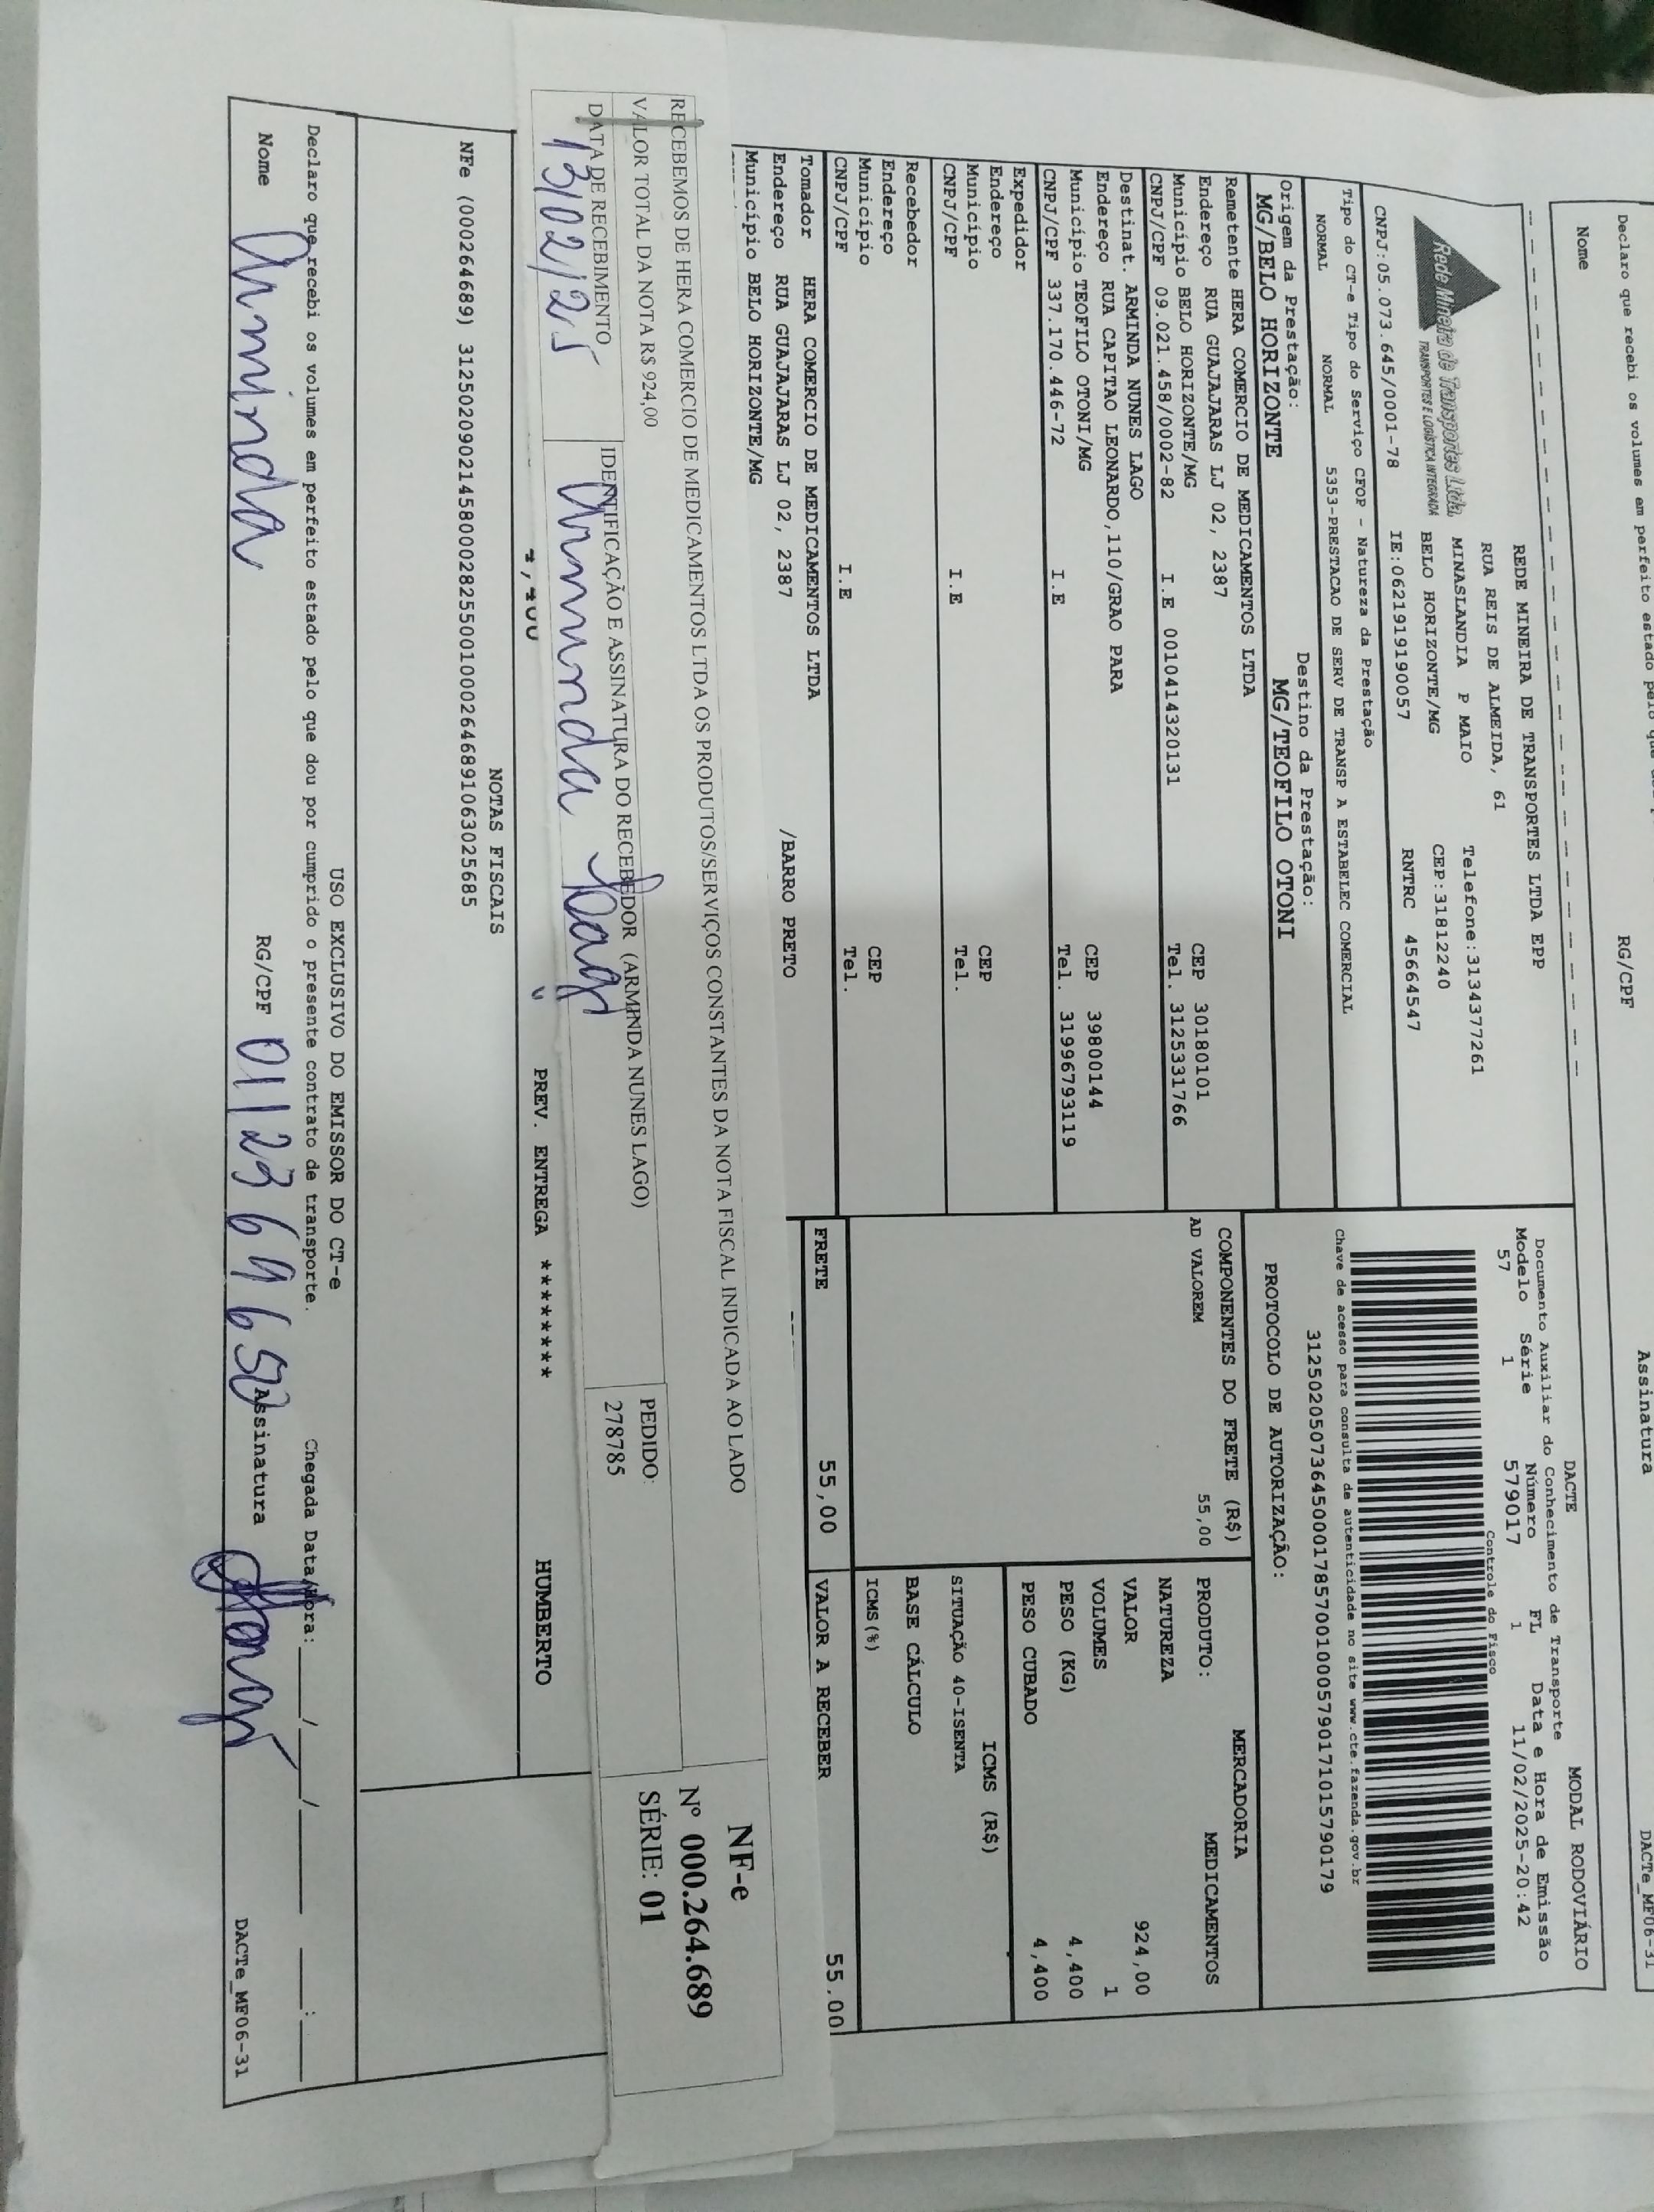 Declaro que recebi os volumes em perfeito estado pelo que
Nome RG/CPF Assinatura DACTe_MF06-31
Rede Mineira de Transportes Ltda.
TRANSPORTES E LOGÍSTICA INTEGRADA
REDE MINEIRA DE TRANSPORTES LTDA EPP
RUA REIS DE ALMEIDA, 61 Telefone:3134377261
MINASLANDIA P MAIO CEP:31812240
BELO HORIZONTE/MG RNTRC 45664547
CNPJ:05.073.645/0001-78 IE:0621919190057
Tipo do CT-e Tipo do Serviço CFOP - Natureza da Prestação
NORMAL NORMAL 5353-PRESTACAO DE SERV DE TRANSP A ESTABELEC COMERCIAL
DACTE MODAL RODOVIÁRIO
Documento Auxiliar do Conhecimento de Transporte
Modelo Série Número FL Data e Hora de Emissão
57 1 579017 1 11/02/2025-20:42
Controle do Fisco
Chave de acesso para consulta de autenticidade no site www.cte.fazenda.gov.br
31250205073645000178570010005790171015790179
PROTOCOLO DE AUTORIZAÇÃO:
Origem da Prestação: Destino da Prestação:
MG/BELO HORIZONTE MG/TEOFILO OTONI
Remetente HERA COMERCIO DE MEDICAMENTOS LTDA
Endereço RUA GUAJAJARAS LJ 02, 2387 CEP 30180101
Município BELO HORIZONTE/MG Tel. 3125331766
CNPJ/CPF 09.021.458/0002-82 I.E 0010414320131
Destinat. ARMINDA NUNES LAGO
Endereço RUA CAPITAO LEONARDO,110/GRAO PARA CEP 39800144
Município TEOFILO OTONI/MG Tel. 31996793119
CNPJ/CPF 337.170.446-72 I.E
Expedidor
Endereço CEP
Município Tel.
CNPJ/CPF I.E
Recebedor
Endereço CEP
Município Tel.
CNPJ/CPF I.E
Tomador HERA COMERCIO DE MEDICAMENTOS LTDA
Endereço RUA GUAJAJARAS LJ 02, 2387 /BARRO PRETO
Município BELO HORIZONTE/MG
COMPONENTES DO FRETE (R$)
AD VALOREM 55,00
FRETE 55,00
MERCADORIA
PRODUTO: MEDICAMENTOS
NATUREZA
VALOR 924,00
VOLUMES 1
PESO (KG) 4,400
PESO CUBADO 4,400
ICMS (R$)
SITUAÇÃO 40-ISENTA
BASE CÁLCULO
ICMS(%)
VALOR A RECEBER 55.00
RECEBEMOS DE HERA COMERCIO DE MEDICAMENTOS LTDA OS PRODUTOS/SERVIÇOS CONSTANTES DA NOTA FISCAL INDICADA AO LADO
VALOR TOTAL DA NOTA R$ 924,00
DATA DE RECEBIMENTO IDENTIFICAÇÃO E ASSINATURA DO RECEBEDOR (ARMINDA NUNES LAGO)
13/02/25 Arminda Lago
PEDIDO:
278785
NF-e
Nº 000.264.689
SÉRIE: 01
PREV. ENTREGA ******** HUMBERTO
NOTAS FISCAIS
NFe (000264689) 31250209021458000282550010002646891063025685
USO EXCLUSIVO DO EMISSOR DO CT-e
Declaro que recebi os volumes em perfeito estado pelo que dou por cumprido o presente contrato de transporte. Chegada Data/Hora: ____/____/____ ____:____
Nome Arminda RG/CPF Assinatura Lago DACTe_MF06-31